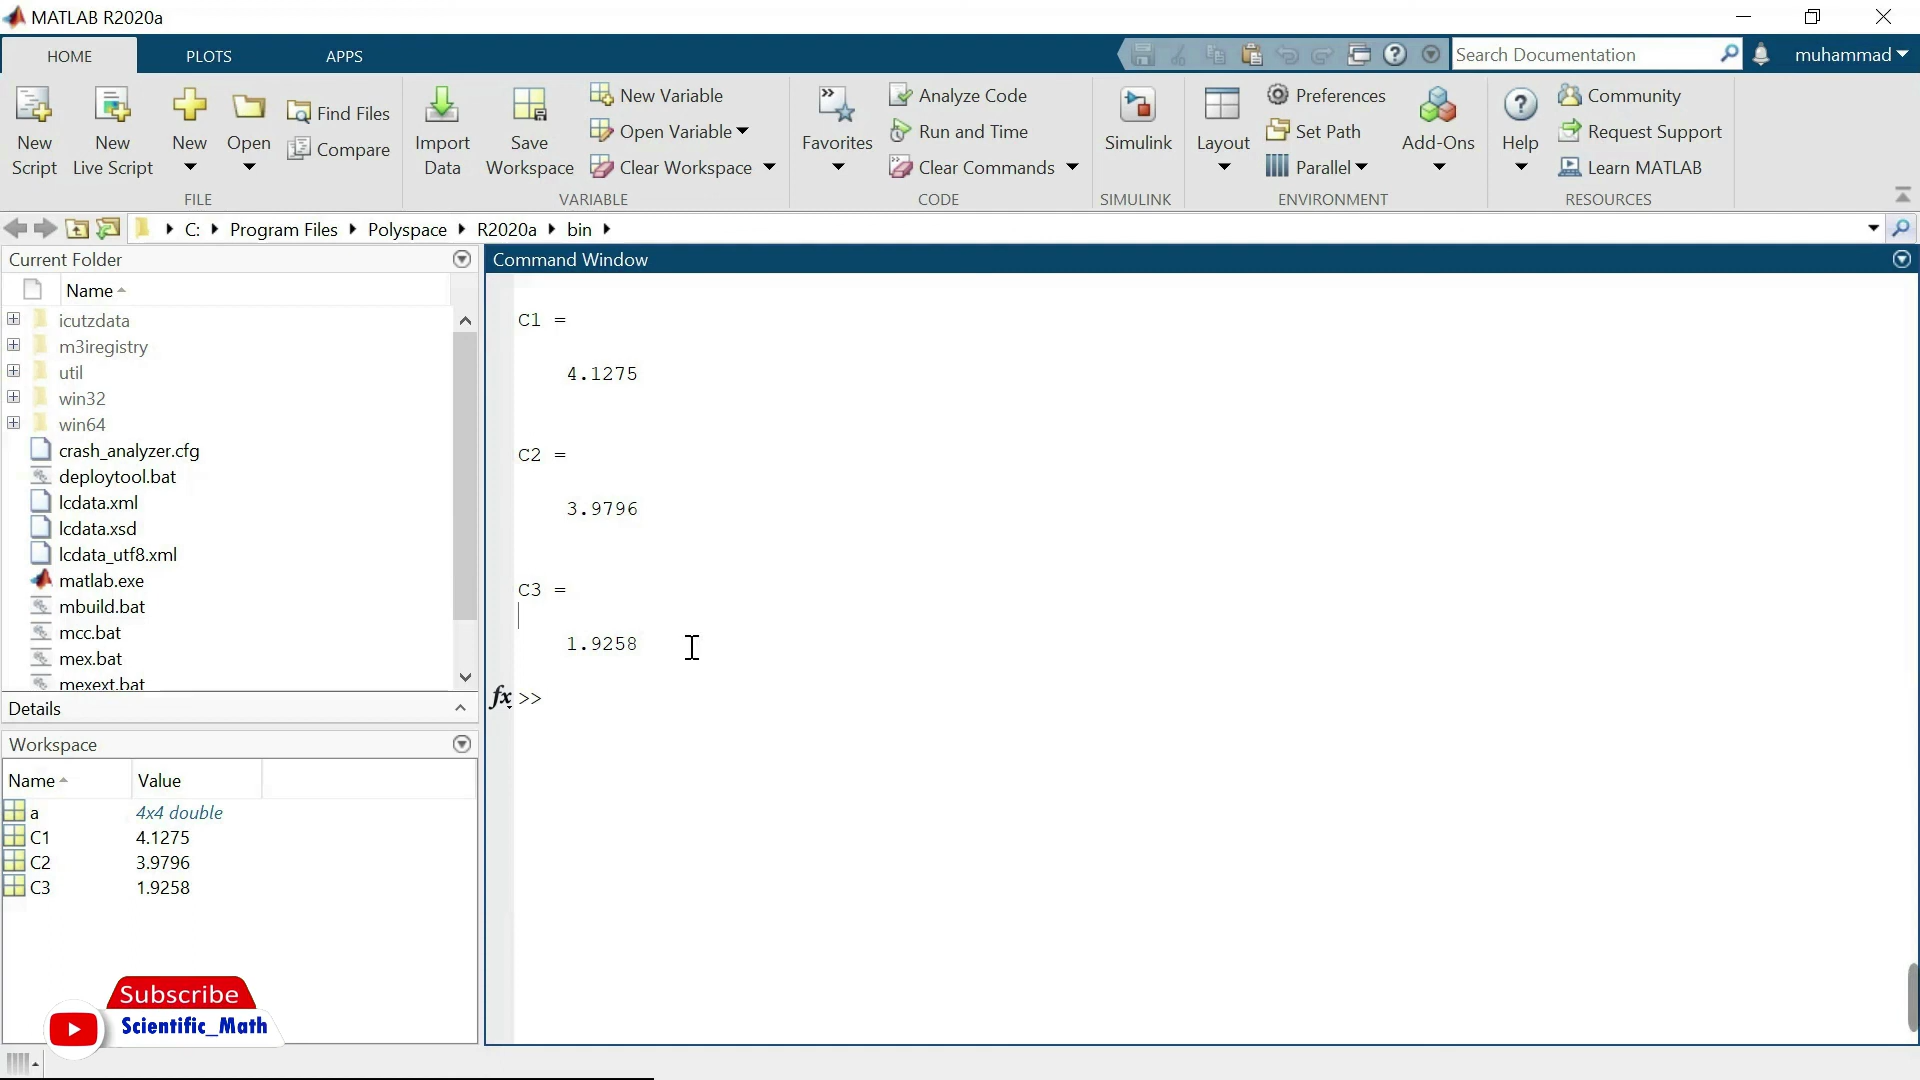 MATLAB R2020a
HOME
PLOTS
APPS
Search Documentation
muhammad
New Script
New Live Script
New
Open
Find Files
Compare
FILE
Import Data
Save Workspace
New Variable
Open Variable
Clear Workspace
VARIABLE
Favorites
Analyze Code
Run and Time
Clear Commands
CODE
Simulink
SIMULINK
Layout
Preferences
Set Path
Parallel
Add-Ons
ENVIRONMENT
Help
Community
Request Support
Learn MATLAB
RESOURCES
C: Program Files Polyspace R2020a bin
Current Folder
Name
icutzdata
m3iregistry
util
win32
win64
crash_analyzer.cfg
deploytool.bat
lcdata.xml
lcdata.xsd
lcdata_utf8.xml
matlab.exe
mbuild.bat
mcc.bat
mex.bat
mexext.bat
Details
Workspace
Name Value
a 4x4 double
C1 4.1275
C2 3.9796
C3 1.9258
Subscribe
Scientific_Math
Command Window
C1 =
4.1275
C2 =
3.9796
C3 =
1.9258
fx >>